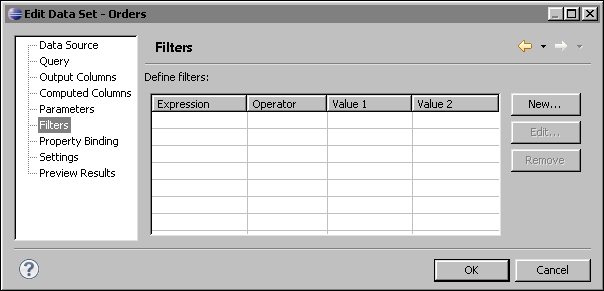 Edit Data Set - Orders
Data Source
Query
Output Columns
Computed Columns
Parameters
Filters
Property Binding
Settings
Preview Results
Filters
Define filters:
Expression Operator Value 1 Value 2
New...
Edit...
Remove
?
OK Cancel